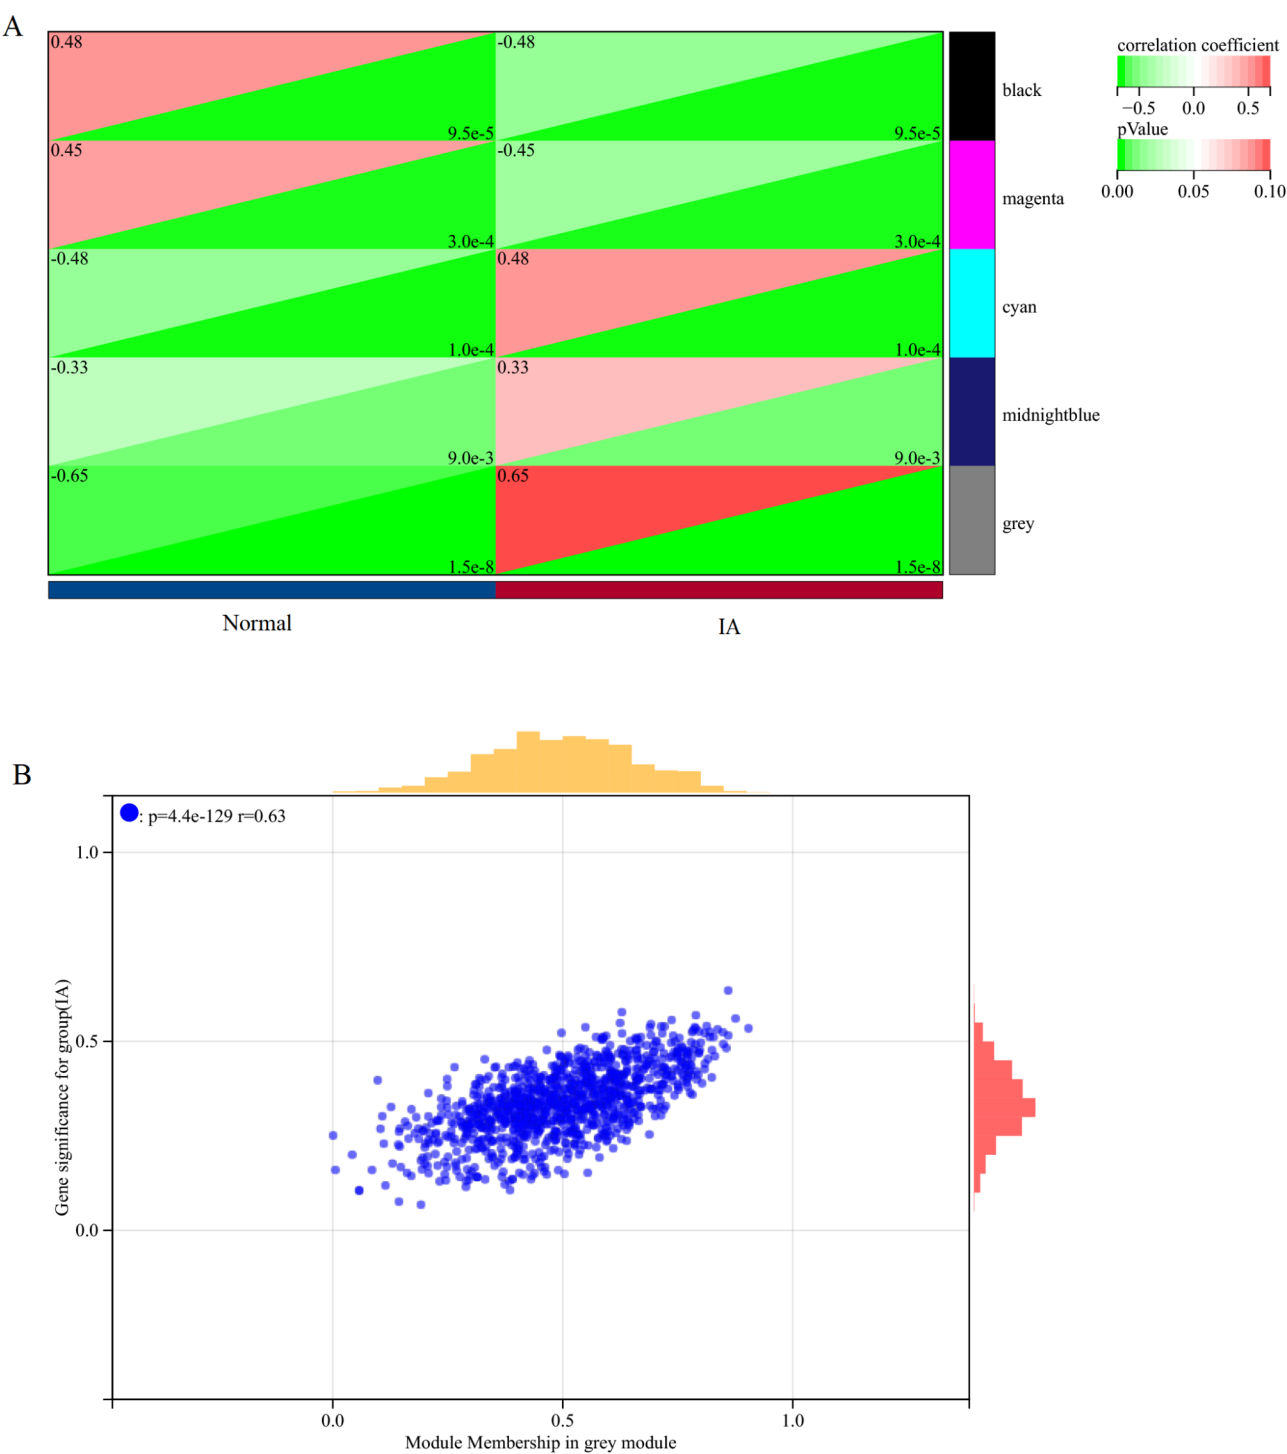 A
0.48
-0.48
9.5e-5
9.5e-5
black
0.45
-0.45
3.0e-4
3.0e-4
magenta
-0.48
0.48
1.0e-4
1.0e-4
cyan
-0.33
0.33
9.0e-3
9.0e-3
midnightblue
-0.65
0.65
1.5e-8
1.5e-8
grey
Normal
IA
correlation coefficient
−0.5 0.0 0.5
pValue
0.00 0.05 0.10
B
: p=4.4e-129 r=0.63
1.0
0.5
0.0
Gene significance for group(IA)
0.0 0.5 1.0
Module Membership in grey module